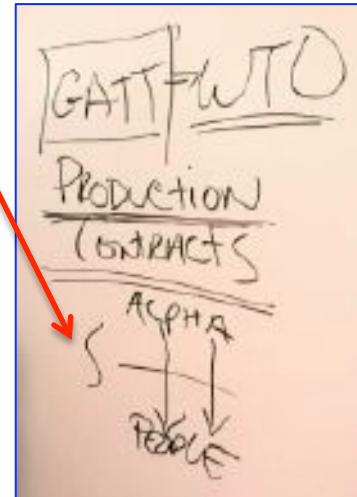 GATT-WTO
PRODUCTION
CONTRACTS
ALPHA
S
PEOPLE